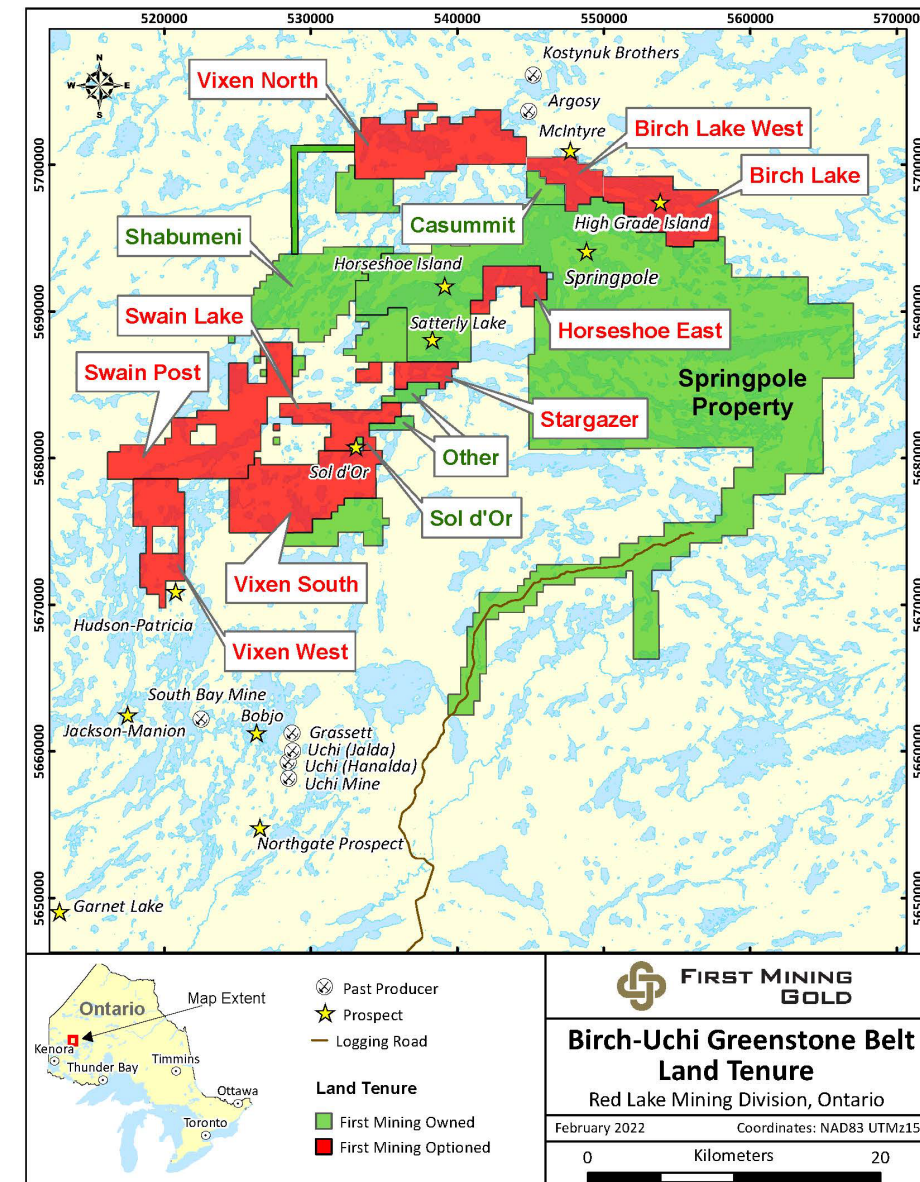 520000
530000
540000
550000
560000
570000
5700000
5690000
5680000
5670000
5660000
5650000
5700000
5690000
5680000
5670000
5660000
5650000
N
W
E
S
Kostynuk Brothers
Vixen North
Argosy
McIntyre
Birch Lake West
Birch Lake
Casummit
High Grade Island
Shabumeni
Horseshoe Island
Springpole
Swain Lake
Satterly Lake
Horseshoe East
Swain Post
Springpole
Property
Stargazer
Other
Sol d'Or
Sol d'Or
Vixen South
Hudson-Patricia
Vixen West
South Bay Mine
Jackson-Manion
Bobjo
Grassett
Uchi (Jalda)
Uchi (Hanalda)
Uchi Mine
Northgate Prospect
Garnet Lake
Ontario
Map Extent
Kenora
Thunder Bay
Timmins
Ottawa
Toronto
Past Producer
Prospect
Logging Road
Land Tenure
First Mining Owned
First Mining Optioned
FIRST MINING
GOLD
Birch-Uchi Greenstone Belt
Land Tenure
Red Lake Mining Division, Ontario
February 2022
Coordinates: NAD83 UTMz15
Kilometers
0
20